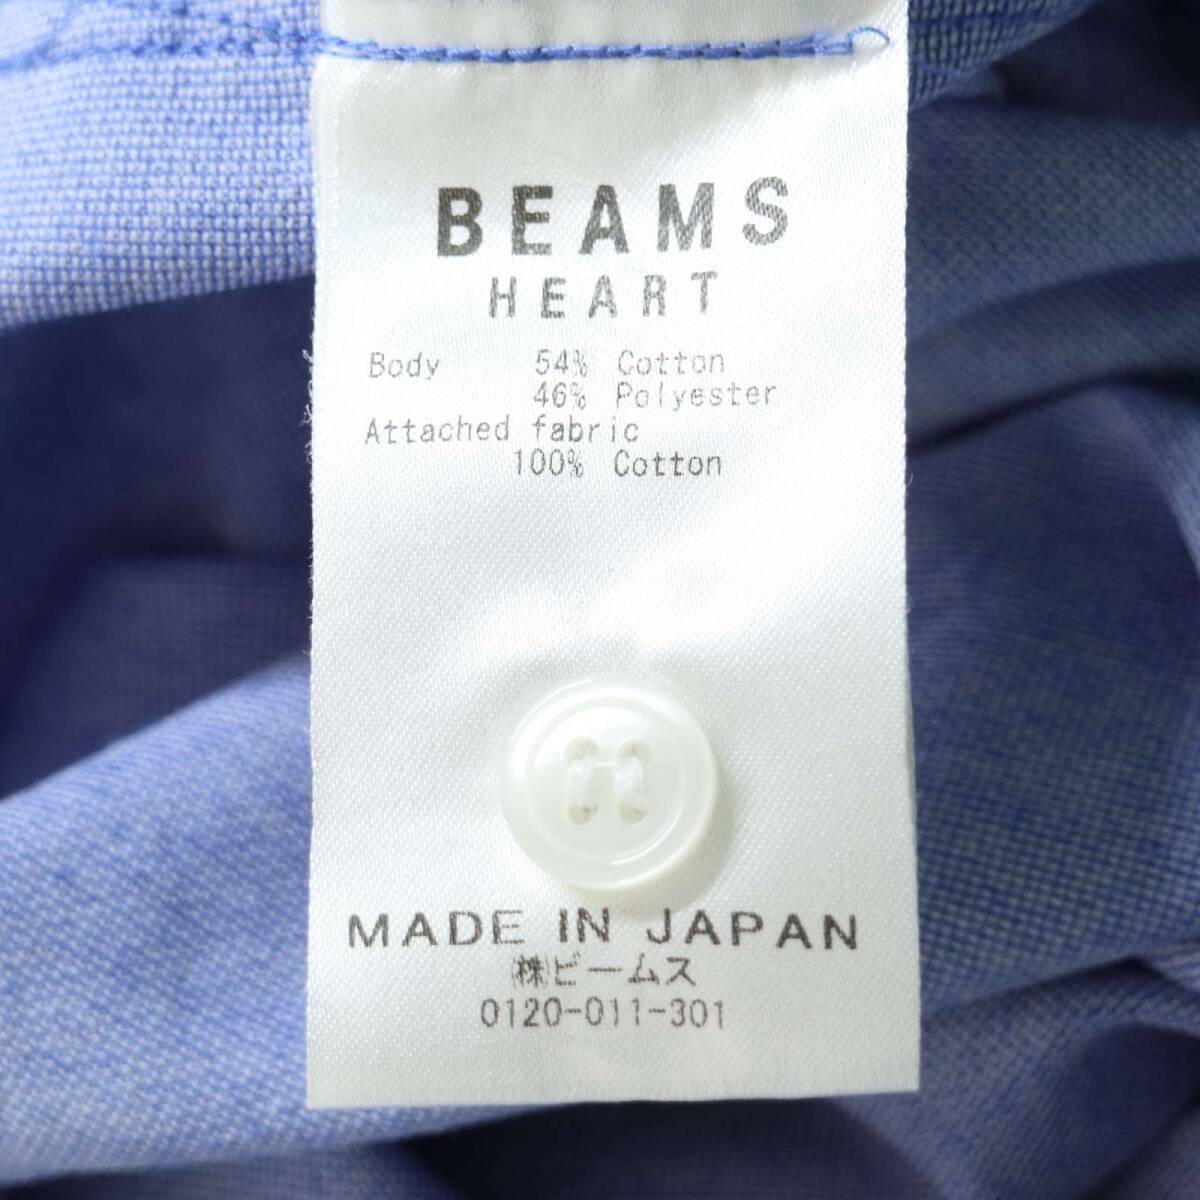 BEAMS
HEART
Body 54% Cotton
46% Polyester
Attached fabric
100% Cotton
MADE IN JAPAN
㈱ビームス
0120-011-301